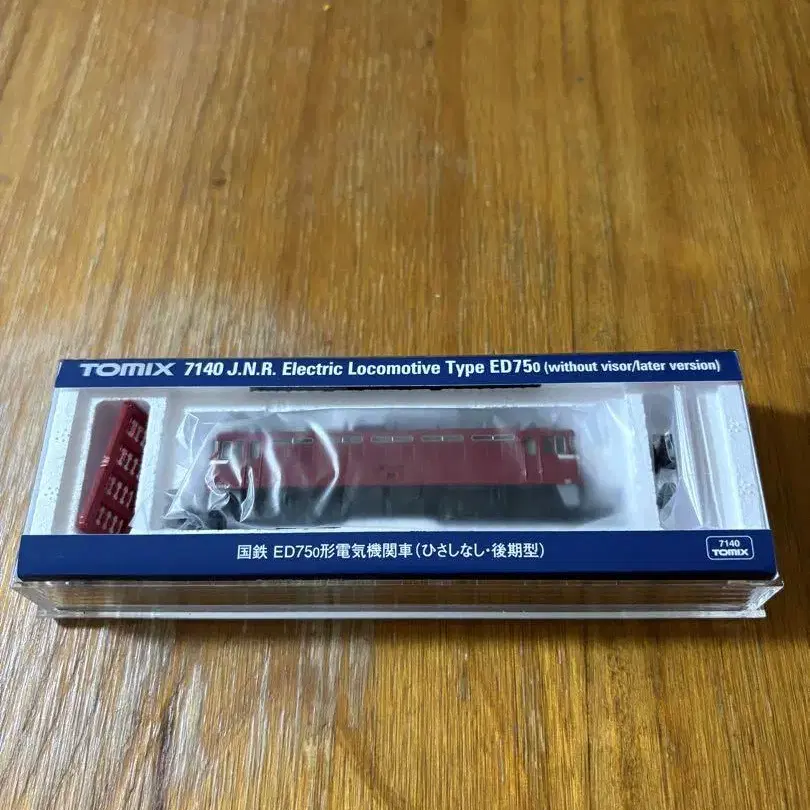 TOMIX 7140 J.N.R. Electric Locomotive Type ED750 (without visor/later version)
国鉄 ED750形電気機関車(ひさしなし・後期型)
7140
TOMIX